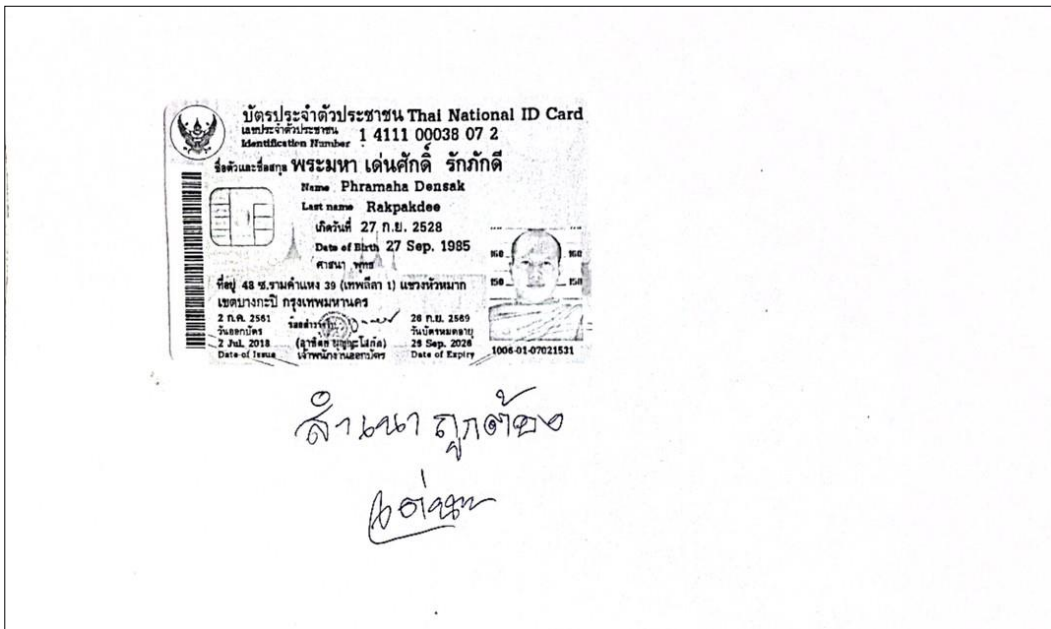 บัตรประจำตัวประชาชน Thai National ID Card
เลขประจำตัวประชาชน 1 4111 00038 07 2
Identification Number
ชื่อตัวและชื่อสกุล พระมหา เด่นศักดิ์ รักภักดี
Name Phramaha Densak
Last name Rakpakdee
เกิดวันที่ 27 ก.ย. 2528
Date of Birth 27 Sep. 1985
ศาสนา พุทธ
ที่อยู่ 48 ซ.รามคำแหง 39 (เทพลีลา 1) แขวงหัวหมาก
เขตบางกะปิ กรุงเทพมหานคร
2 ก.ค. 2561
วันออกบัตร
2 Jul. 2018
Date of Issue
เจ้าพนักงานออกบัตร
26 ก.ย. 2569
วันบัตรหมดอายุ
26 Sep. 2026
Date of Expiry
160 160
150 150
1006-01-07021531
สำเนาถูกต้อง